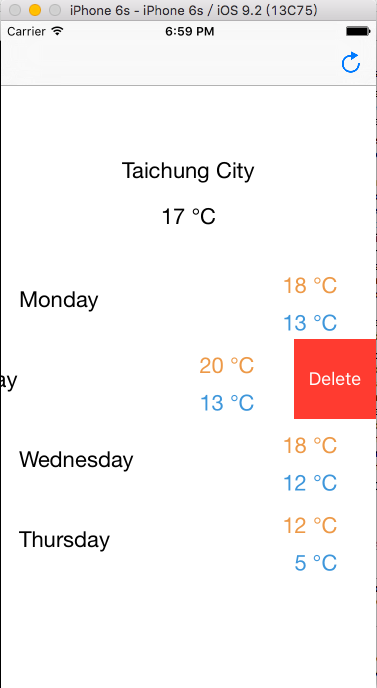 iPhone 6s - iPhone 6s / iOS 9.2 (13C75)
Carrier 6:59 PM
Taichung City
17 °C
Monday
18 °C
13 °C
ay
20 °C
13 °C
Delete
Wednesday
18 °C
12 °C
Thursday
12 °C
5 °C